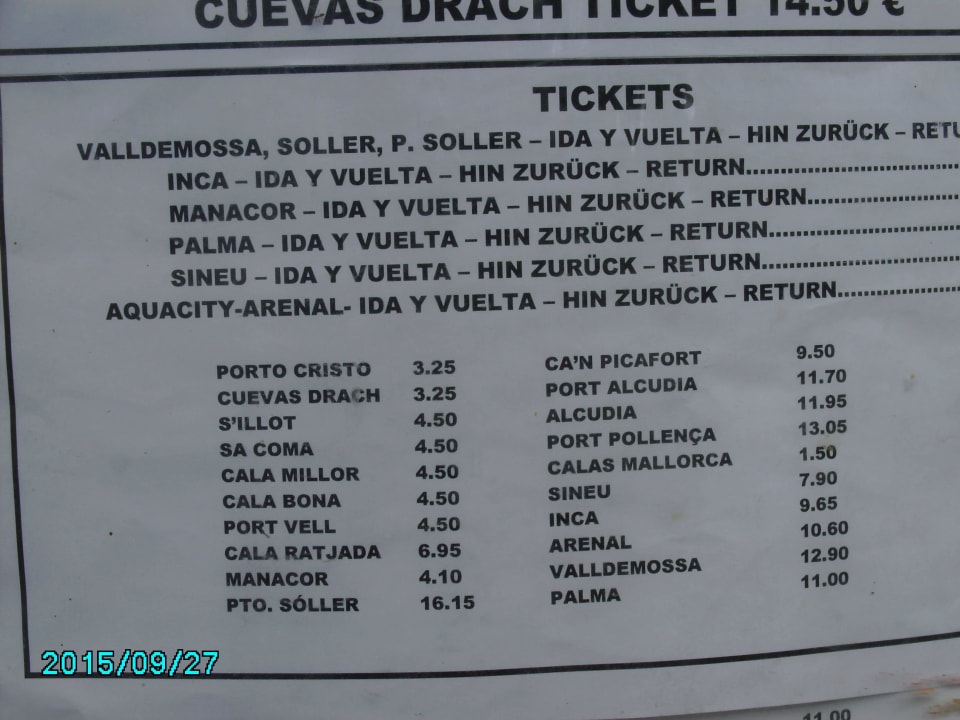 CUEVAS DRACH TICKET 14.50 €
TICKETS
VALLDEMOSSA, SOLLER, P. SOLLER – IDA Y VUELTA – HIN ZURÜCK – RETU
INCA – IDA Y VUELTA – HIN ZURÜCK – RETURN
MANACOR – IDA Y VUELTA – HIN ZURÜCK – RETURN
PALMA – IDA Y VUELTA – HIN ZURÜCK – RETURN
SINEU – IDA Y VUELTA – HIN ZURÜCK – RETURN
AQUACITY-ARENAL- IDA Y VUELTA – HIN ZURÜCK – RETURN
PORTO CRISTO 3.25
CUEVAS DRACH 3.25
S'ILLOT 4.50
SA COMA 4.50
CALA MILLOR 4.50
CALA BONA 4.50
PORT VELL 4.50
CALA RATJADA 6.95
MANACOR 4.10
PTO. SÓLLER 16.15
CA'N PICAFORT 9.50
PORT ALCUDIA 11.70
ALCUDIA 11.95
PORT POLLENÇA 13.05
CALAS MALLORCA 1.50
SINEU 7.90
INCA 9.65
ARENAL 10.60
VALLDEMOSSA 12.90
PALMA 11.00
2015/09/27
11.00